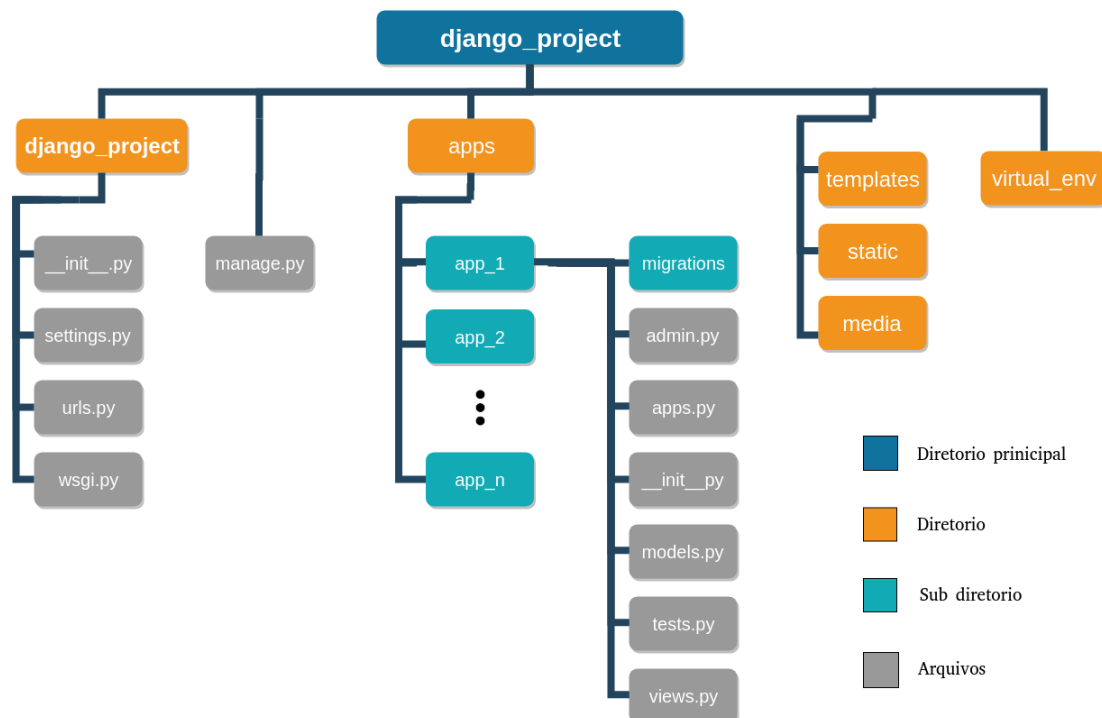 django_project
django_project
apps
templates
virtual_env
static
media
__init__.py
manage.py
settings.py
urls.py
wsgi.py
app_1
app_2
app_n
migrations
admin.py
apps.py
__init__py
models.py
tests.py
views.py
Diretorio prinicipal
Diretorio
Sub diretorio
Arquivos